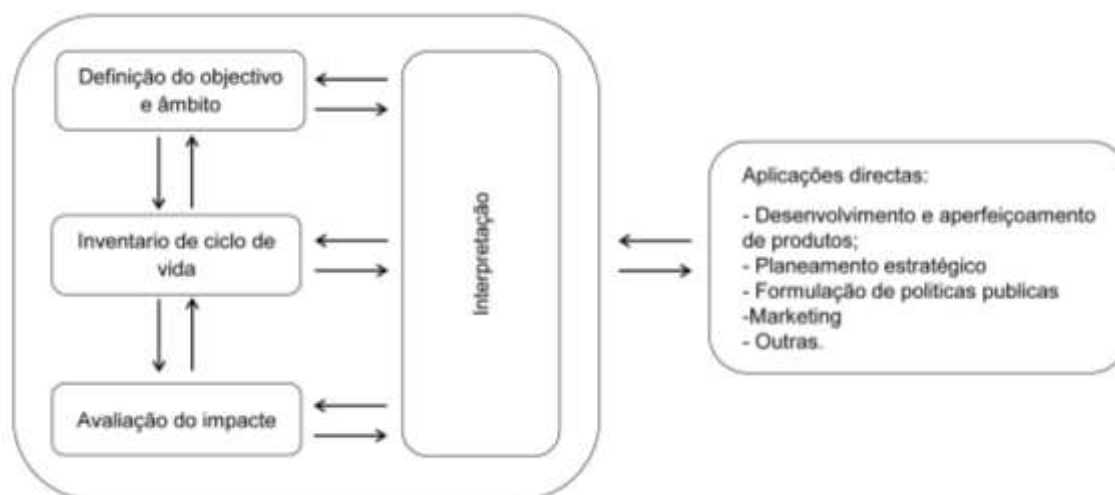 Definição do objectivo
e âmbito
Inventario de ciclo de
vida
Avaliação do impacte
Interpretação
Aplicações directas:
- Desenvolvimento e aperfeiçoamento
de produtos;
- Planeamento estratégico
- Formulação de politicas publicas
-Marketing
- Outras.